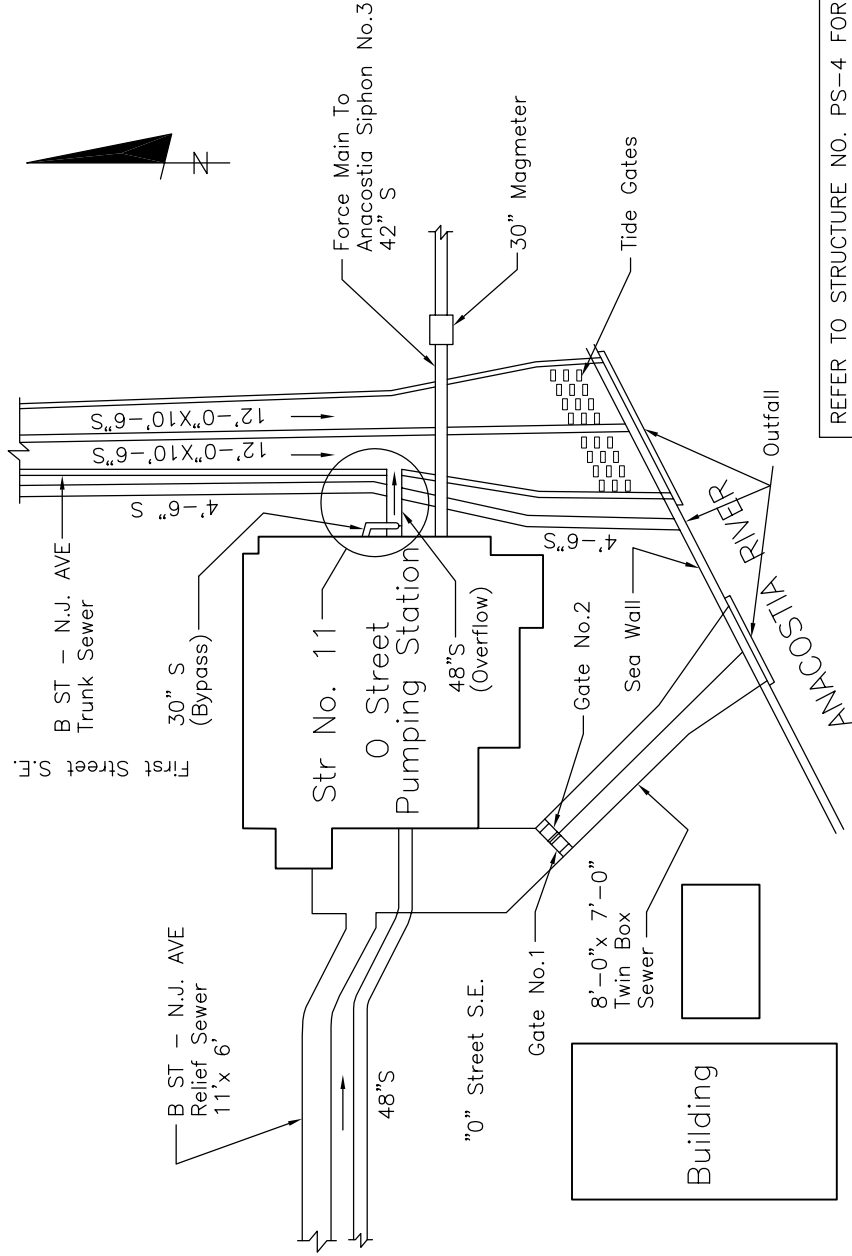 B ST – N.J. AVE
Relief Sewer
11'x 6'
48"S
"O" Street S.E.
Gate No.1
8'–0"x 7'–0"
Twin Box
Sewer
Building
First Street S.E.
B ST – N.J. AVE
Trunk Sewer
30" S
(Bypass)
Str No. 11
O Street
Pumping Station
48"S
(Overflow)
Gate No.2
Sea Wall
ANACOSTIA RIVER
4'–6"S
4'–6" S
12'–0"X10'–6"S
12'–0"X10'–6"S
N
Force Main To
Anacostia Siphon No.3
42" S
30" Magmeter
Tide Gates
Outfall
REFER TO STRUCTURE NO. PS–4 FOR